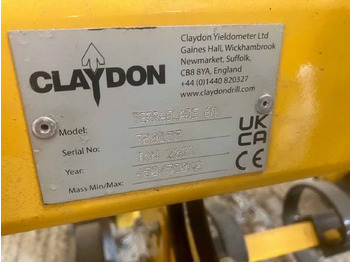 CLAYDON
Claydon Yieldometer Ltd
Gaines Hall, Wickhambrook
Newmarket, Suffolk.
CB8 8YA, England
+44 (0)1440 820327
www.claydondrill.com
Model:
Serial No:
Year:
Mass Min/Max:
UK
CA
CE